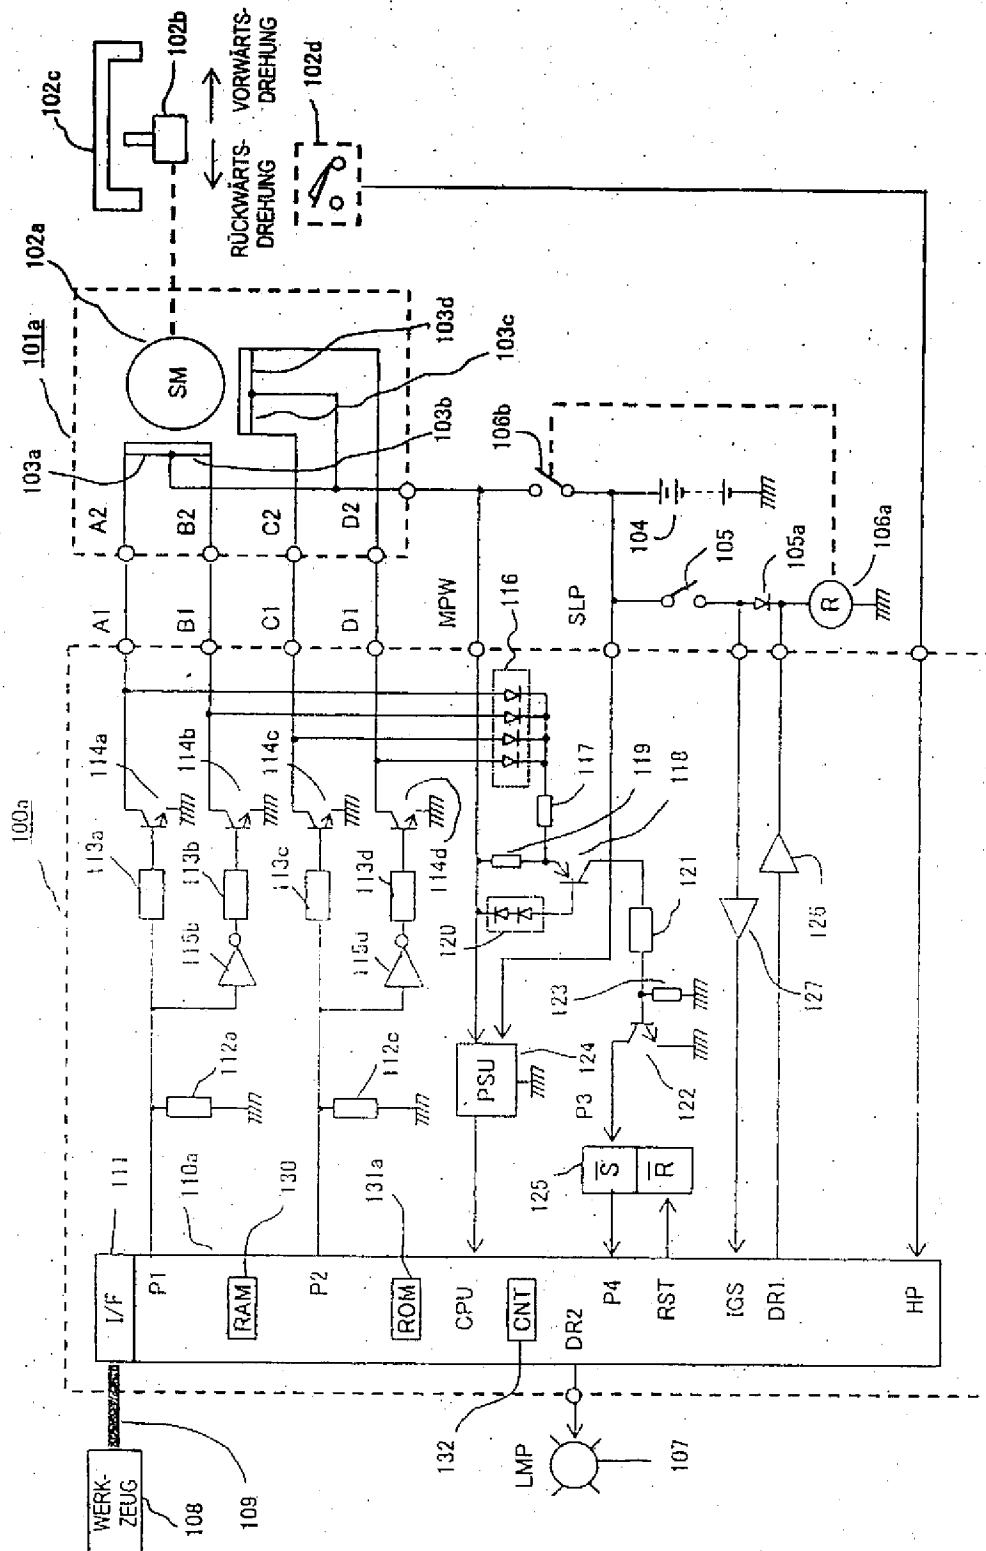 102c
102b
RÜCKWÄRTS-
DREHUNG
VORWÄRTS-
DREHUNG
102d
101a
102a
SM
103a
103d
103c
103b
A2
B2
C2
D2
106b
104
105
105a
R
106a
A1
B1
C1
D1
MPW
SLP
116
100a
114a
114b
114c
114d
113a
113b
113c
113d
115b
115d
117
119
118
120
121
123
122
127
126
112a
112c
PSU
124
P3
125
S
R
111
110a
130
131a
I/F
P1
RAM
P2
ROM
CPU
CNT
DR2
P4
RST
IGS
DR1
HP
132
WERK-
ZEUG
108
109
LMP
107